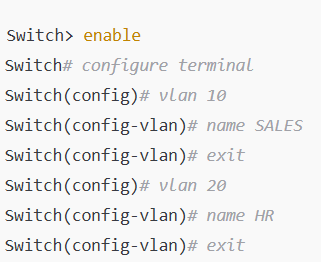 Switch> enable
Switch# configure terminal
Switch(config)# vlan 10
Switch(config-vlan)# name SALES
Switch(config-vlan)# exit
Switch(config)# vlan 20
Switch(config-vlan)# name HR
Switch(config-vlan)# exit